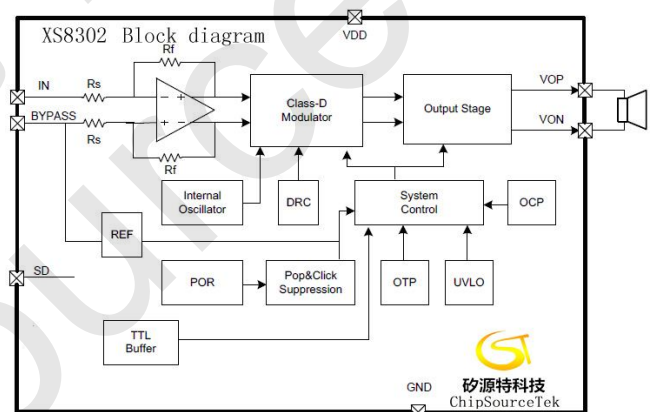 XS8302 Block diagram
VDD
IN
Rs
Rf
BYPASS
Rs
Rf
Class-D
Modulator
Output Stage
VOP
VON
Internal
Oscillator
DRC
System
Control
OCP
REF
SD
POR
Pop&Click
Suppression
OTP
UVLO
TTL
Buffer
GND
矽源特科技
ChipSourceTek